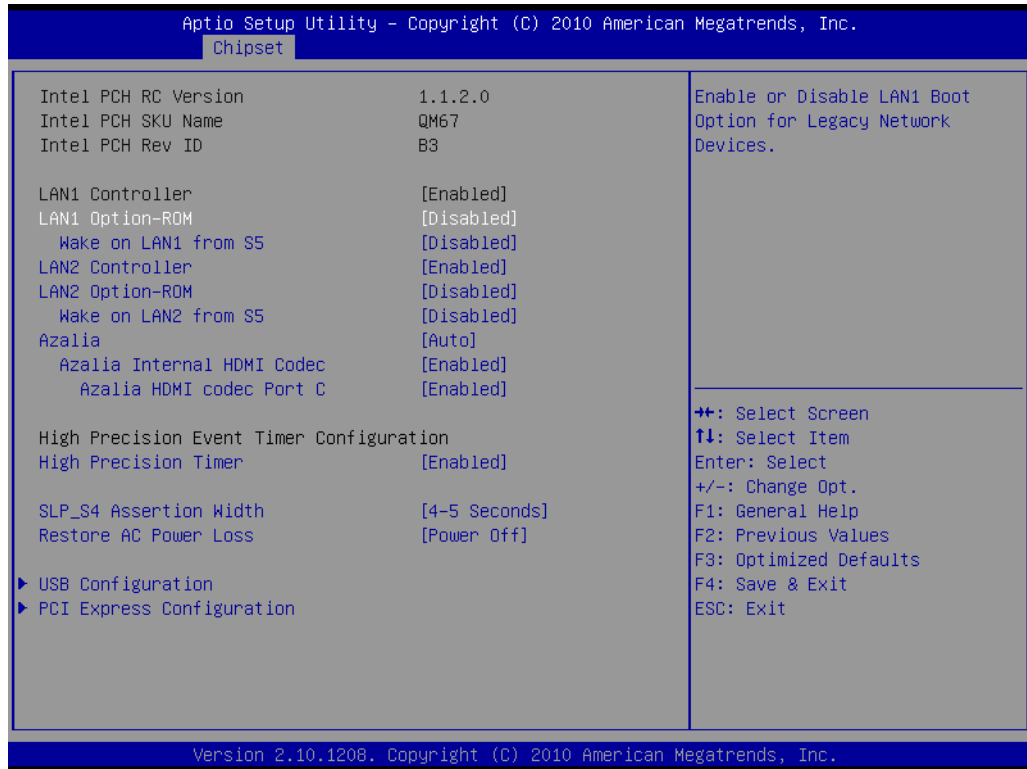 Aptio Setup Utility – Copyright (C) 2010 American Megatrends, Inc.
Chipset
Intel PCH RC Version 1.1.2.0
Intel PCH SKU Name QM67
Intel PCH Rev ID B3
LAN1 Controller [Enabled]
LAN1 Option-ROM [Disabled]
Wake on LAN1 from S5 [Disabled]
LAN2 Controller [Enabled]
LAN2 Option-ROM [Disabled]
Wake on LAN2 from S5 [Disabled]
Azalia [Auto]
Azalia Internal HDMI Codec [Enabled]
Azalia HDMI codec Port C [Enabled]
High Precision Event Timer Configuration
High Precision Timer [Enabled]
SLP_S4 Assertion Width [4-5 Seconds]
Restore AC Power Loss [Power Off]
USB Configuration
PCI Express Configuration
Enable or Disable LAN1 Boot
Option for Legacy Network
Devices.
→←: Select Screen
↑↓: Select Item
Enter: Select
+/-: Change Opt.
F1: General Help
F2: Previous Values
F3: Optimized Defaults
F4: Save & Exit
ESC: Exit
Version 2.10.1208. Copyright (C) 2010 American Megatrends, Inc.